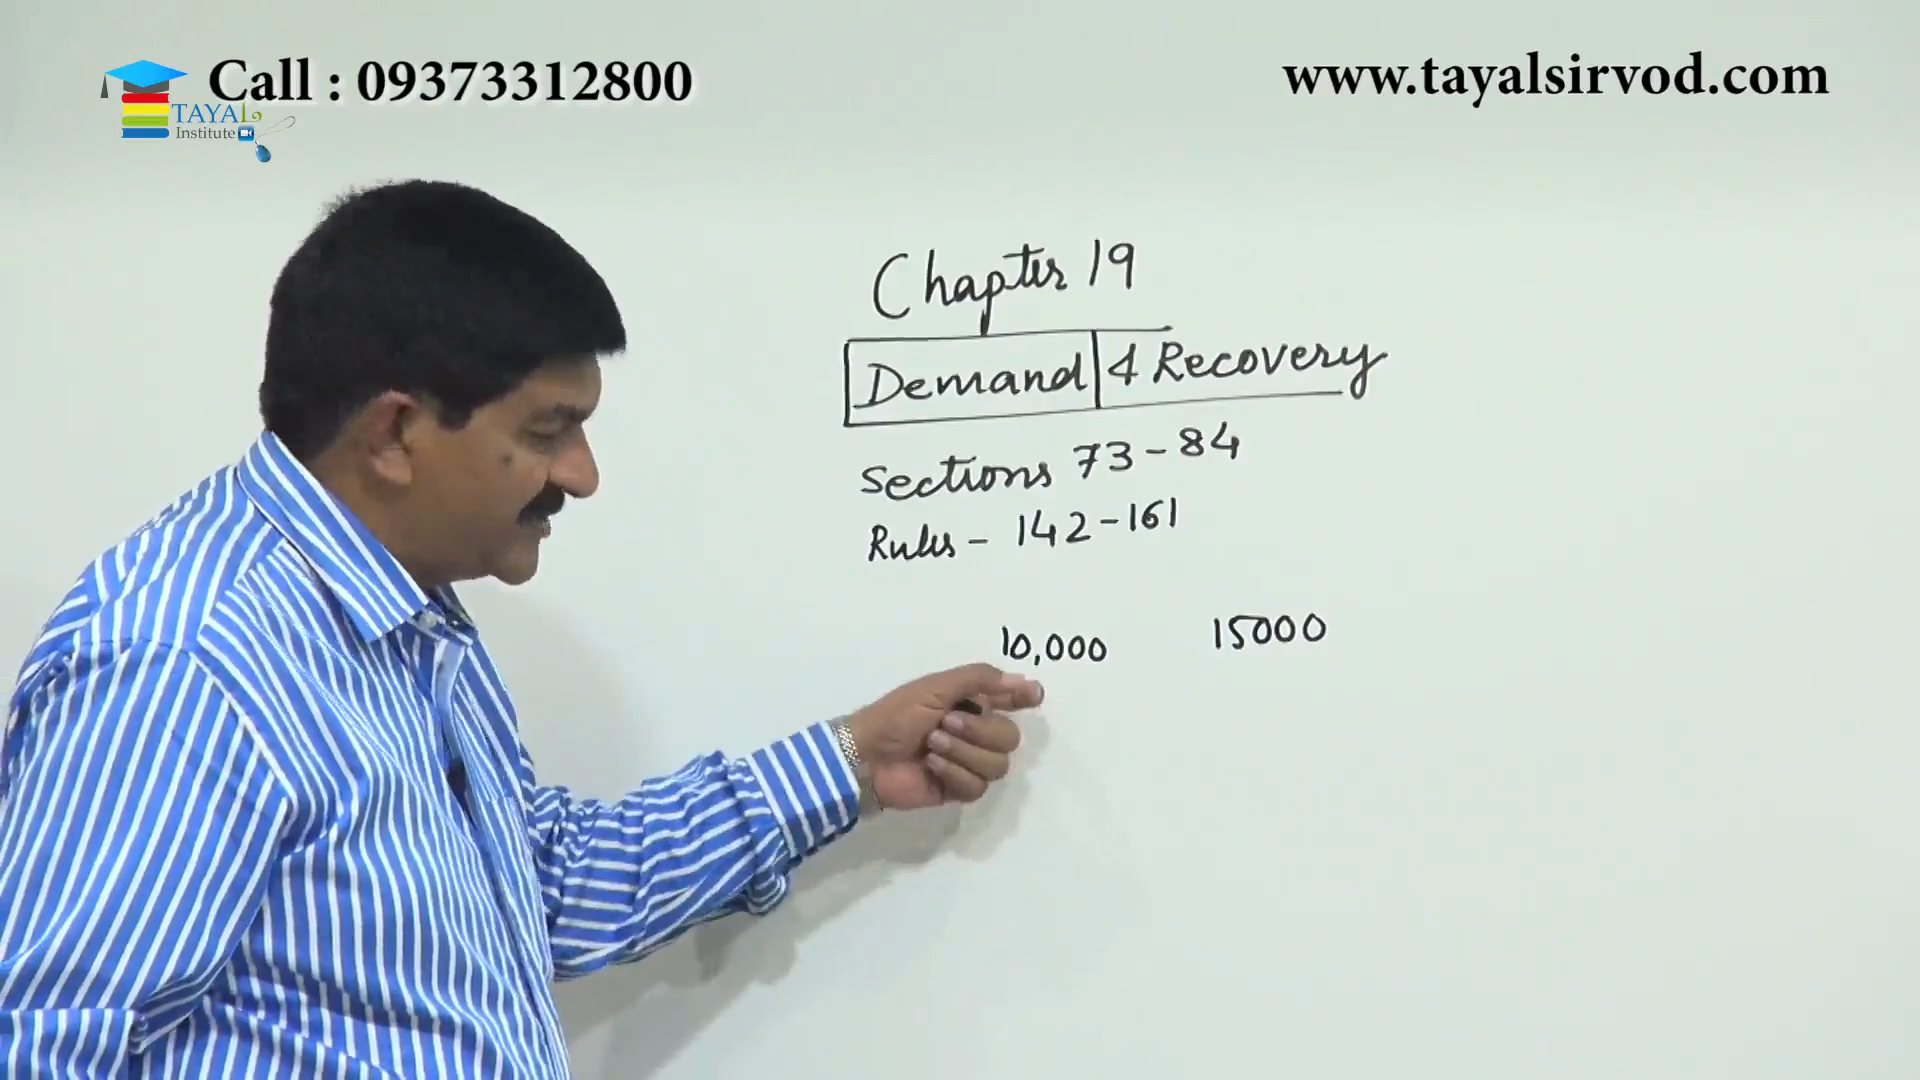 Call : 09373312800
www.tayalsirvod.com
TAYAL
Institute
Chapter 19
Demand & Recovery
Sections 73-84
Rules - 142-161
10,000 15000